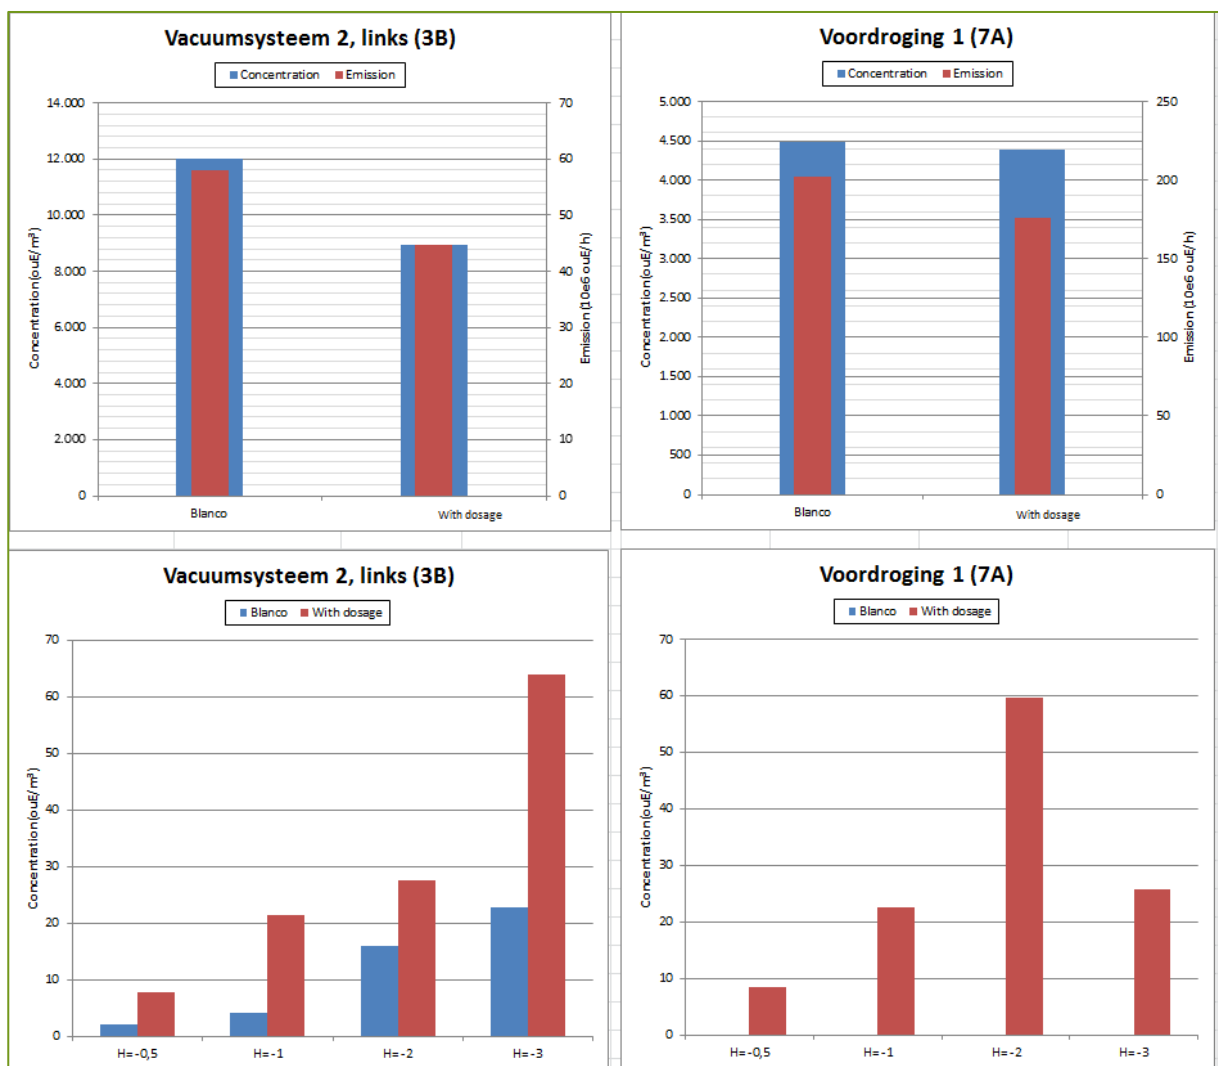 Vacuumsysteem 2, links (3B)
Concentration Emission
14.000
12.000
10.000
8.000
6.000
4.000
2.000
0
Concentration(ouE/m³)
70
60
50
40
30
20
10
0
Emission (10e6 ouE/h)
Blanco With dosage
Voordroging 1 (7A)
Concentration Emission
5.000
4.500
4.000
3.500
3.000
2.500
2.000
1.500
1.000
500
0
Concentration(ouE/m³)
250
200
150
100
50
0
Emission (10e6 ouE/h)
Blanco With dosage
Vacuumsysteem 2, links (3B)
Blanco With dosage
70
60
50
40
30
20
10
0
Concentration(ouE/m³)
H= -0,5 H= -1 H= -2 H= -3
Voordroging 1 (7A)
Blanco With dosage
70
60
50
40
30
20
10
0
Concentration(ouE/m³)
H= -0,5 H= -1 H= -2 H= -3